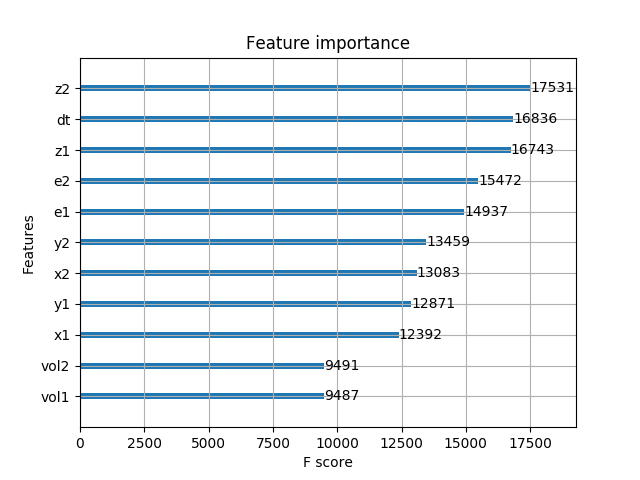 Feature importance
Features
z2 17531
dt 16836
z1 16743
e2 15472
e1 14937
y2 13459
x2 13083
y1 12871
x1 12392
vol2 9491
vol1 9487
0 2500 5000 7500 10000 12500 15000 17500
F score